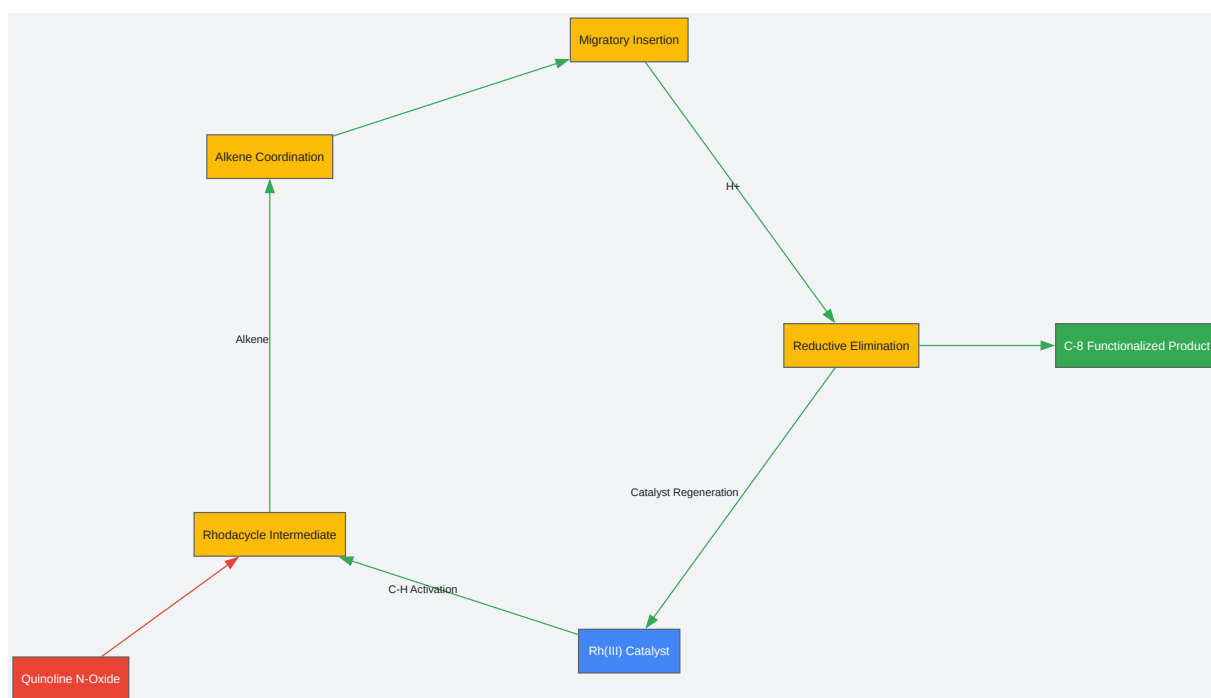 Migratory Insertion
Alkene Coordination
H+
Alkene
Reductive Elimination
C-8 Functionalized Product
Catalyst Regeneration
Rhodacycle Intermediate
C-H Activation
Rh(III) Catalyst
Quinoline N-Oxide